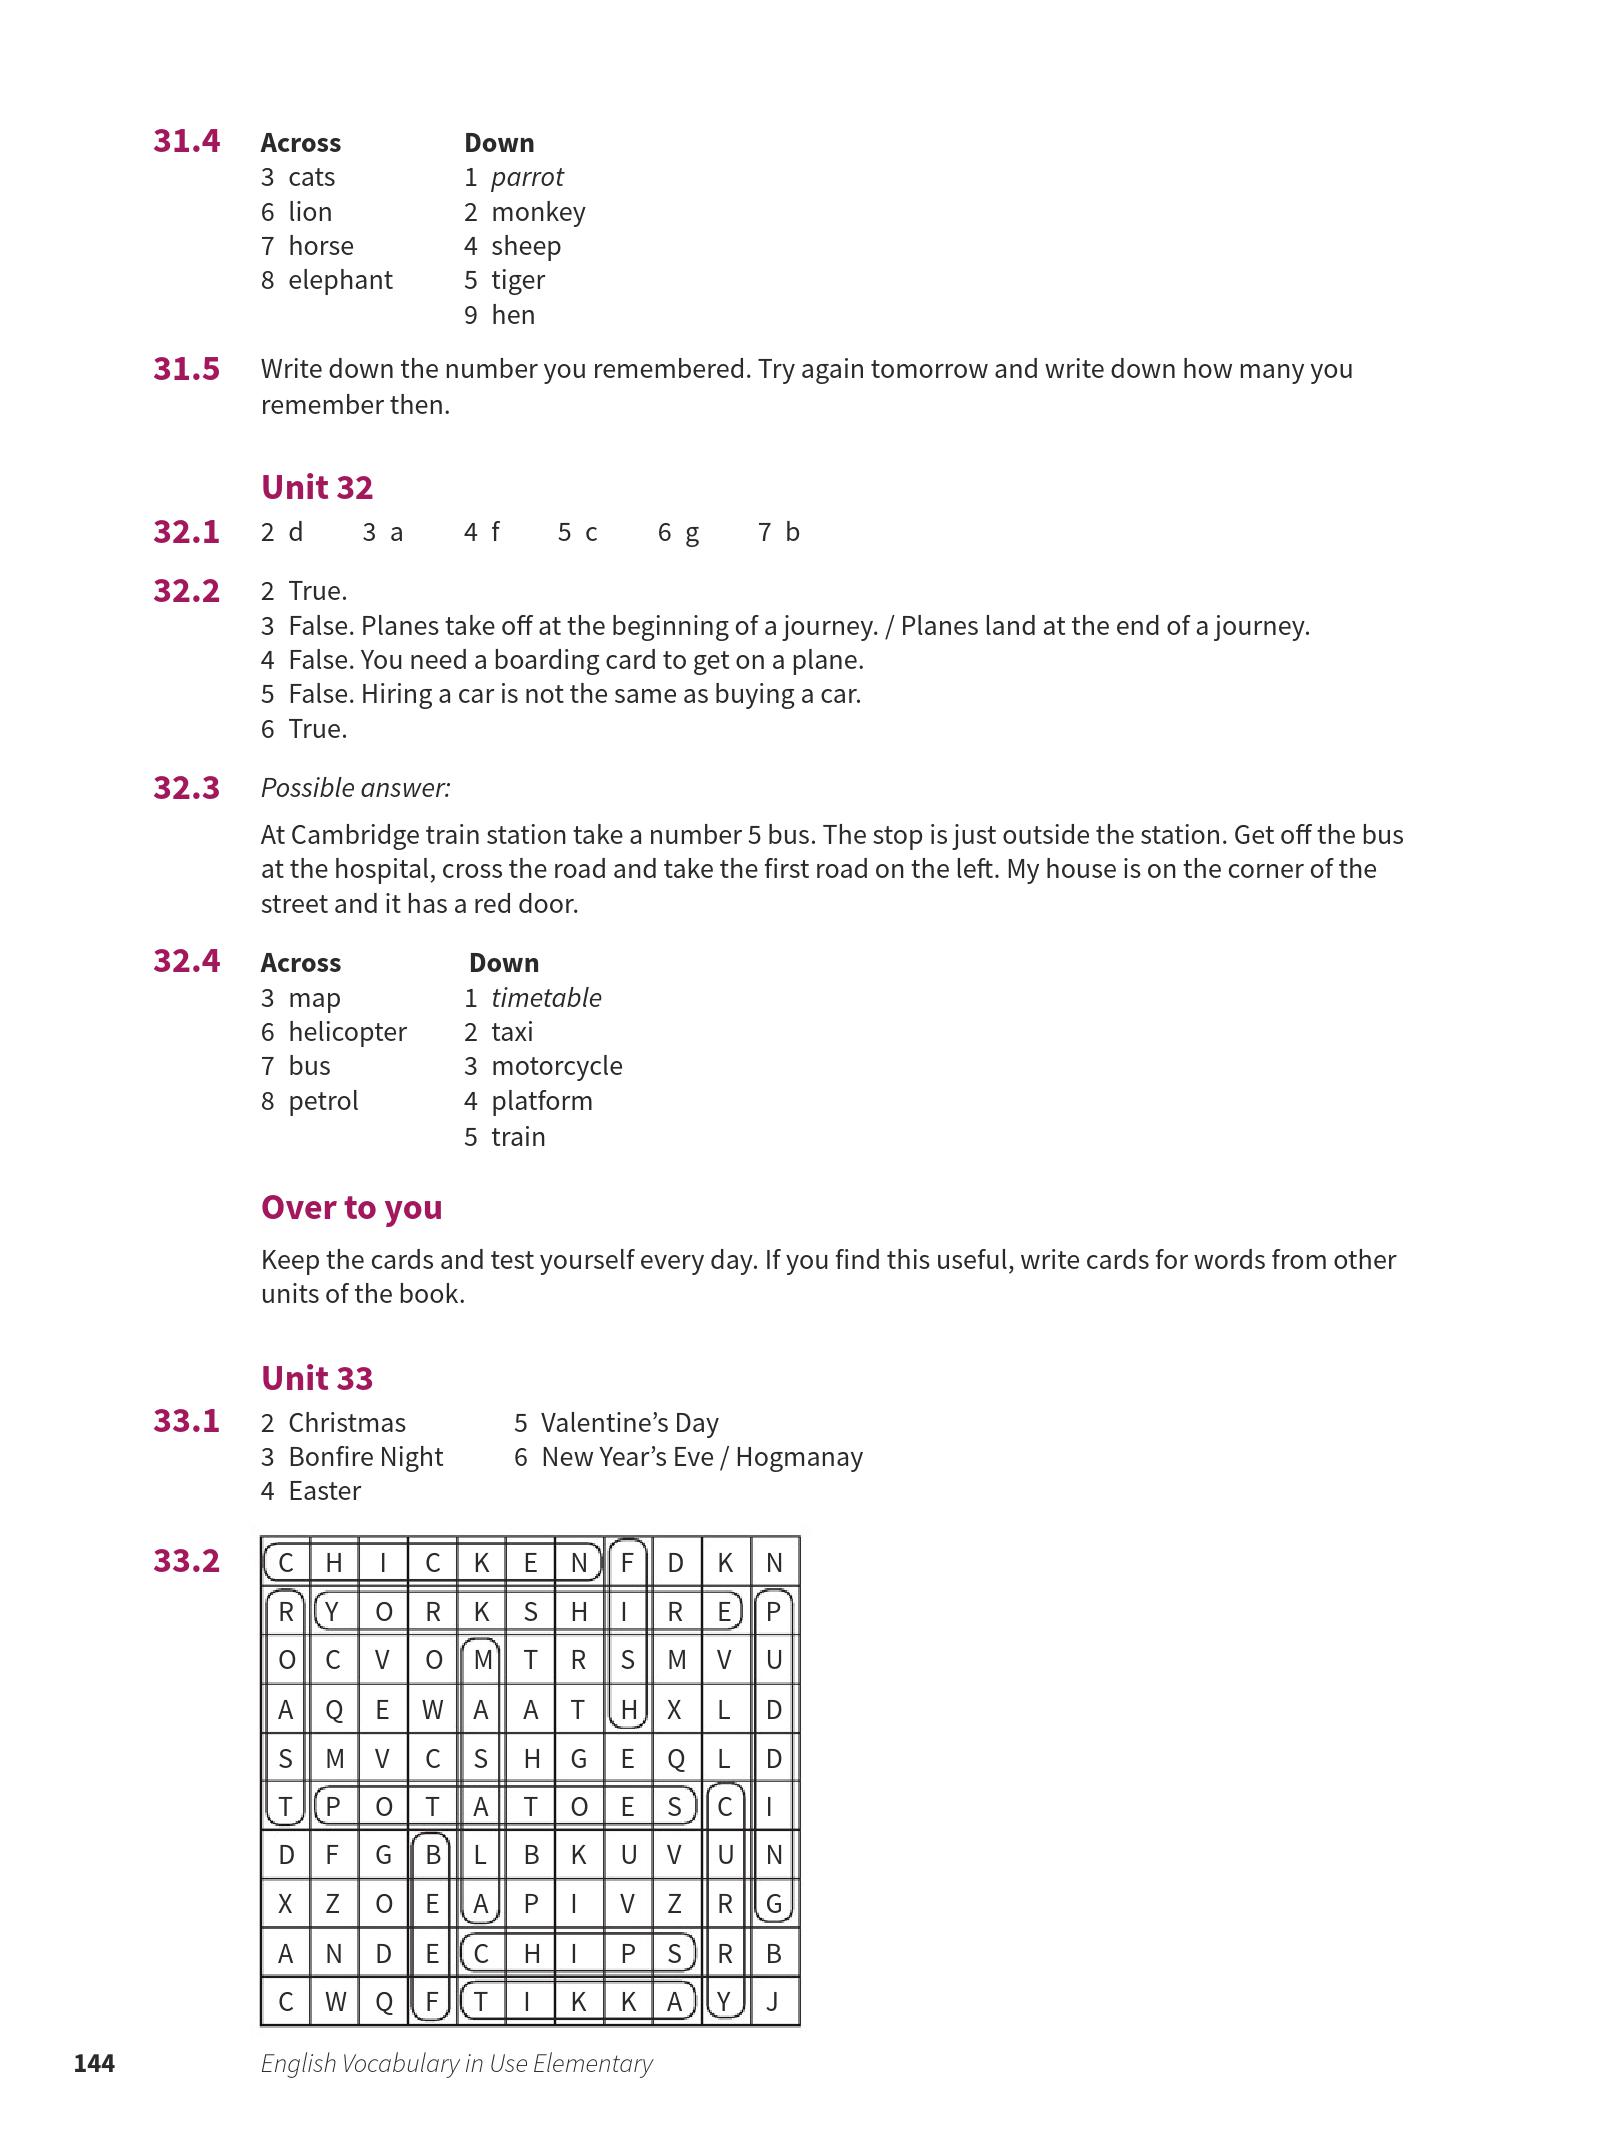 31.4 Across Down
3 cats 1 parrot
6 lion 2 monkey
7 horse 4 sheep
8 elephant 5 tiger
9 hen
31.5 Write down the number you remembered. Try again tomorrow and write down how many you
remember then.
Unit 32
32.1 2 d 3 a 4 f 5 c 6 g 7 b
32.2 2 True.
3 False. Planes take off at the beginning of a journey. / Planes land at the end of a journey.
4 False. You need a boarding card to get on a plane.
5 False. Hiring a car is not the same as buying a car.
6 True.
32.3 Possible answer:
At Cambridge train station take a number 5 bus. The stop is just outside the station. Get off the bus
at the hospital, cross the road and take the first road on the left. My house is on the corner of the
street and it has a red door.
32.4 Across Down
3 map 1 timetable
6 helicopter 2 taxi
7 bus 3 motorcycle
8 petrol 4 platform
5 train
Over to you
Keep the cards and test yourself every day. If you find this useful, write cards for words from other
units of the book.
Unit 33
33.1 2 Christmas 5 Valentine’s Day
3 Bonfire Night 6 New Year’s Eve / Hogmanay
4 Easter
33.2 C H I C K E N F D K N
R Y O R K S H I R E P
O C V O M T R S M V U
A Q E W A A T H X L D
S M V C S H G E Q L D
T P O T A T O E S C I
D F G B L B K U V U N
X Z O E A P I V Z R G
A N D E C H I P S R B
C W Q F T I K K A Y J
144 English Vocabulary in Use Elementary